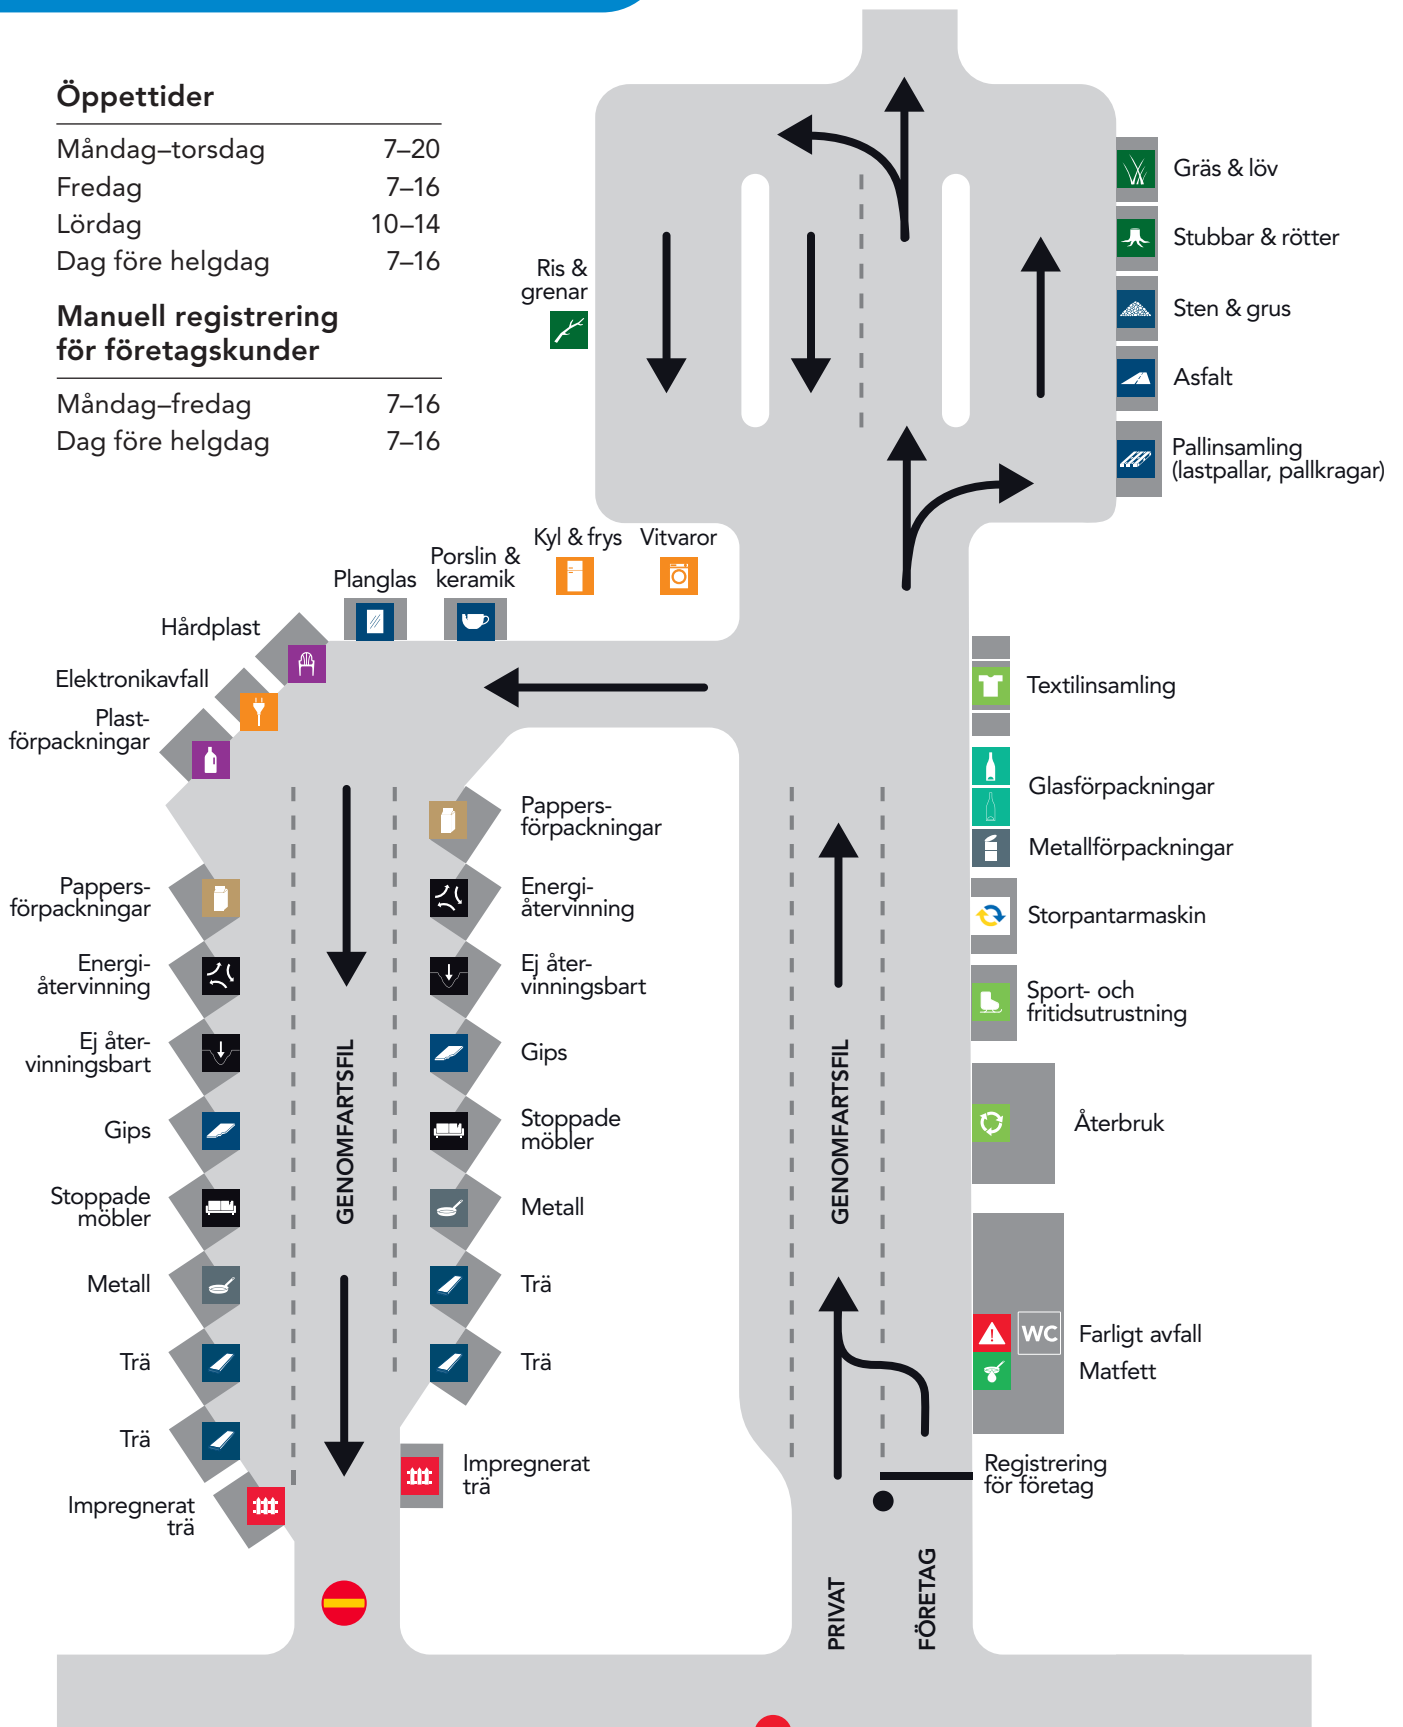 Öppettider
Måndag–torsdag 7–20
Fredag 7–16
Lördag 10–14
Dag före helgdag 7–16
Manuell registrering
för företagskunder
Måndag–fredag 7–16
Dag före helgdag 7–16
Ris &
grenar
Gräs & löv
Stubbar & rötter
Sten & grus
Asfalt
Pallinsamling
(lastpallar, pallkragar)
Kyl & frys
Vitvaror
Porslin &
keramik
Planglas
Hårdplast
Elektronikavfall
Plast-
förpackningar
Pappers-
förpackningar
Energi-
återvinning
Ej åter-
vinningsbart
Gips
Stoppade
möbler
Metall
Trä
Trä
Impregnerat
trä
GENOMFARTSFIL
Pappers-
förpackningar
Energi-
återvinning
Ej åter-
vinningsbart
Gips
Stoppade
möbler
Metall
Trä
Trä
Impregnerat
trä
GENOMFARTSFIL
Textilinsamling
Glasförpackningar
Metallförpackningar
Storpantarmaskin
Sport- och
fritidsutrustning
Återbruk
WC
Farligt avfall
Matfett
Registrering
för företag
PRIVAT
FÖRETAG